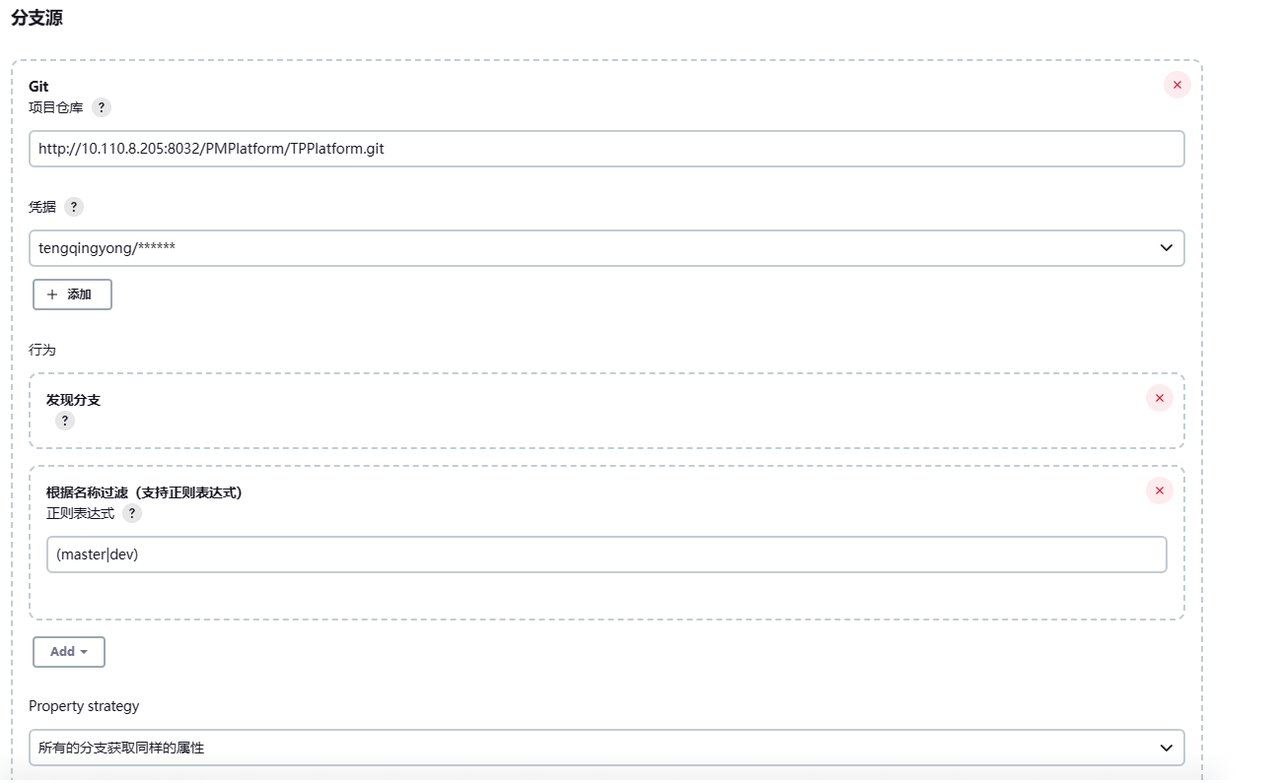 分支源
Git
项目仓库 ?
http://10.110.8.205:8032/PMPlatform/TPPlatform.git
凭据 ?
tengqingyong/******
+ 添加
行为
发现分支
?
根据名称过滤（支持正则表达式）
正则表达式 ?
(master|dev)
Add
Property strategy
所有的分支获取同样的属性